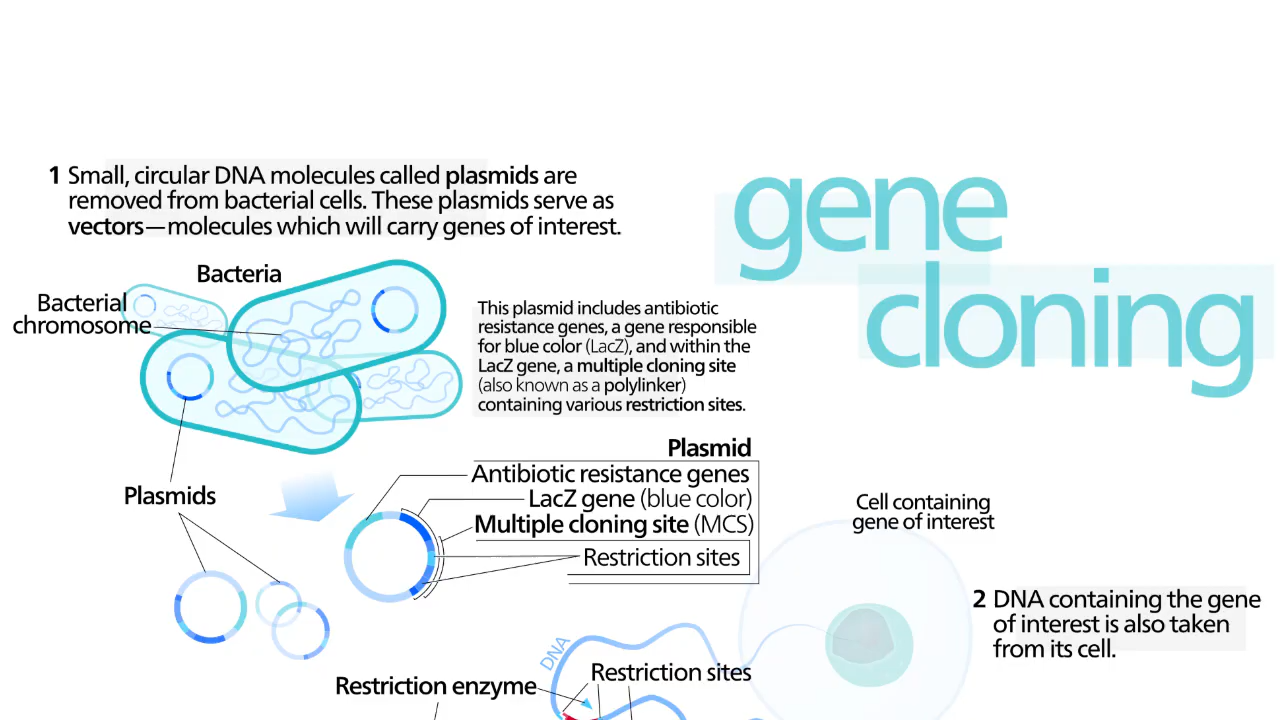 gene
cloning
1 Small, circular DNA molecules called plasmids are
removed from bacterial cells. These plasmids serve as
vectors—molecules which will carry genes of interest.
Bacteria
Bacterial
chromosome
This plasmid includes antibiotic
resistance genes, a gene responsible
for blue color (LacZ), and within the
LacZ gene, a multiple cloning site
(also known as a polylinker)
containing various restriction sites.
Plasmids
Plasmid
Antibiotic resistance genes
LacZ gene (blue color)
Multiple cloning site (MCS)
Restriction sites
Cell containing
gene of interest
2 DNA containing the gene
of interest is also taken
from its cell.
DNA
Restriction sites
Restriction enzyme